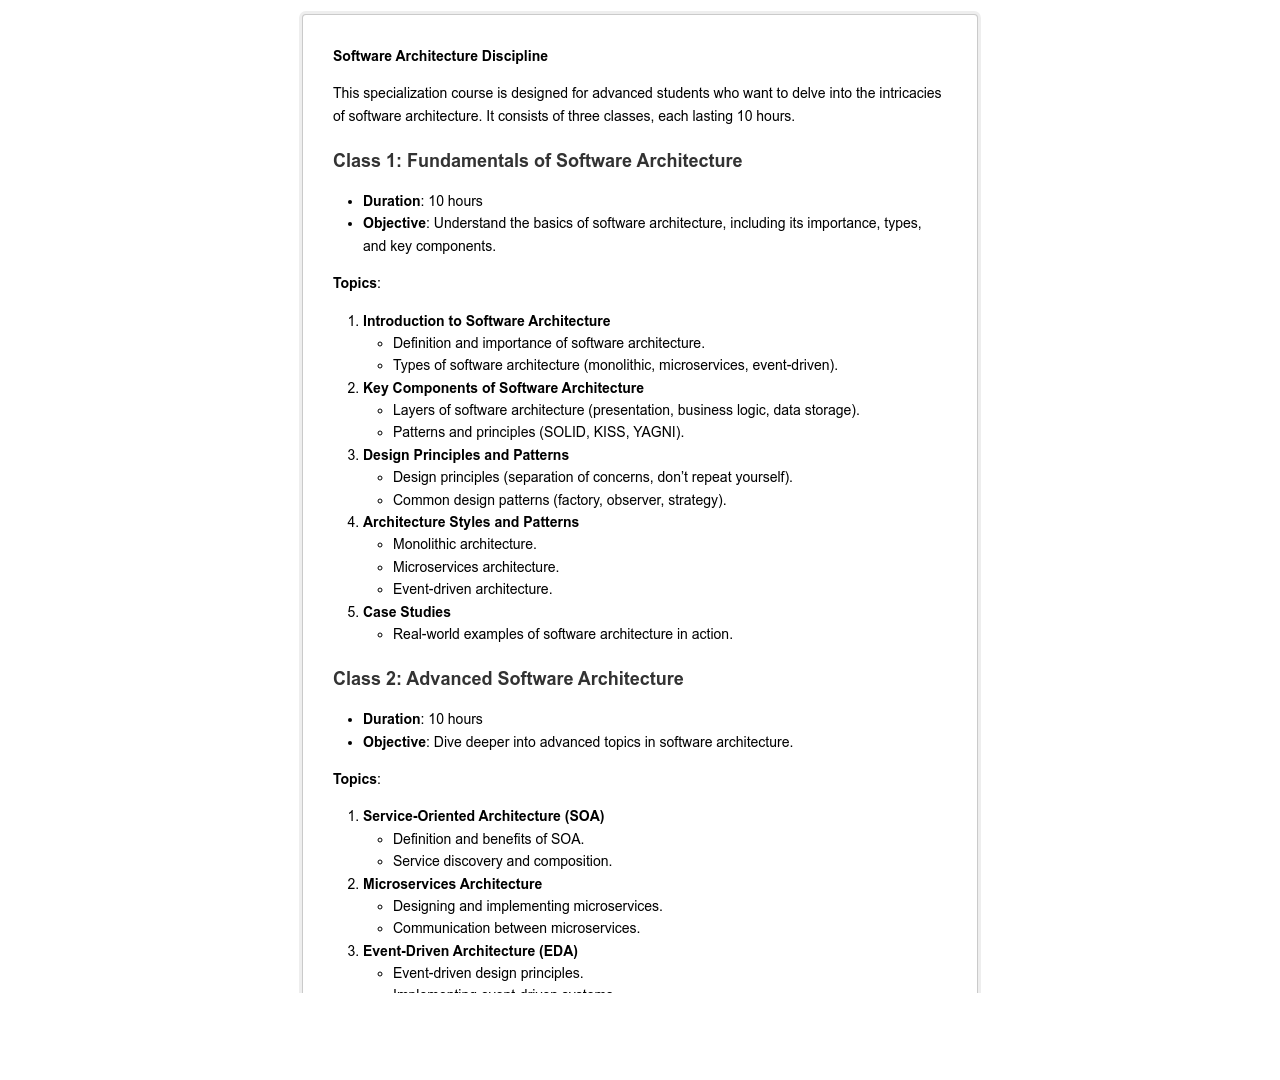 Software Architecture Discipline
This specialization course is designed for advanced students who want to delve into the intricacies
of software architecture. It consists of three classes, each lasting 10 hours.
Class 1: Fundamentals of Software Architecture
• Duration: 10 hours
• Objective: Understand the basics of software architecture, including its importance, types,
and key components.
Topics:
1. Introduction to Software Architecture
◦ Definition and importance of software architecture.
◦ Types of software architecture (monolithic, microservices, event-driven).
2. Key Components of Software Architecture
◦ Layers of software architecture (presentation, business logic, data storage).
◦ Patterns and principles (SOLID, KISS, YAGNI).
3. Design Principles and Patterns
◦ Design principles (separation of concerns, don’t repeat yourself).
◦ Common design patterns (factory, observer, strategy).
4. Architecture Styles and Patterns
◦ Monolithic architecture.
◦ Microservices architecture.
◦ Event-driven architecture.
5. Case Studies
◦ Real-world examples of software architecture in action.
Class 2: Advanced Software Architecture
• Duration: 10 hours
• Objective: Dive deeper into advanced topics in software architecture.
Topics:
1. Service-Oriented Architecture (SOA)
◦ Definition and benefits of SOA.
◦ Service discovery and composition.
2. Microservices Architecture
◦ Designing and implementing microservices.
◦ Communication between microservices.
3. Event-Driven Architecture (EDA)
◦ Event-driven design principles.
◦ Implementing event-driven systems.